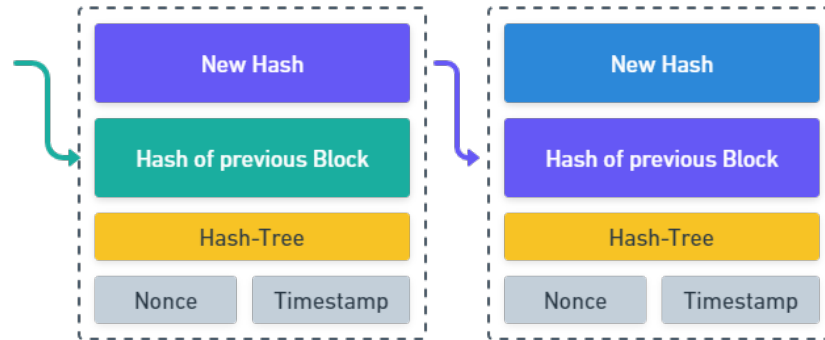 New Hash
Hash of previous Block
Hash-Tree
Nonce Timestamp
New Hash
Hash of previous Block
Hash-Tree
Nonce Timestamp